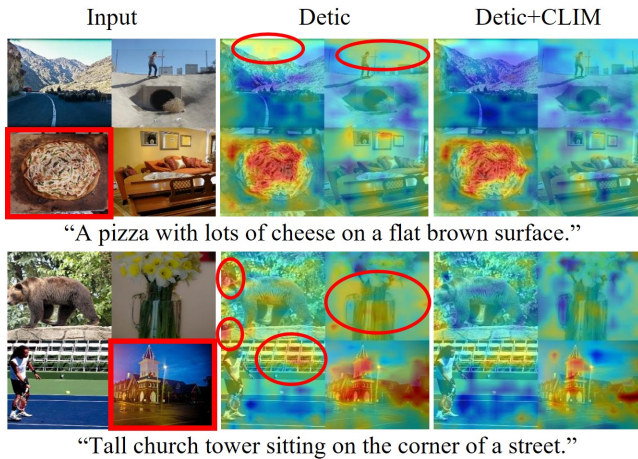 Input Detic Detic+CLIM
“A pizza with lots of cheese on a flat brown surface.”
“Tall church tower sitting on the corner of a street.”